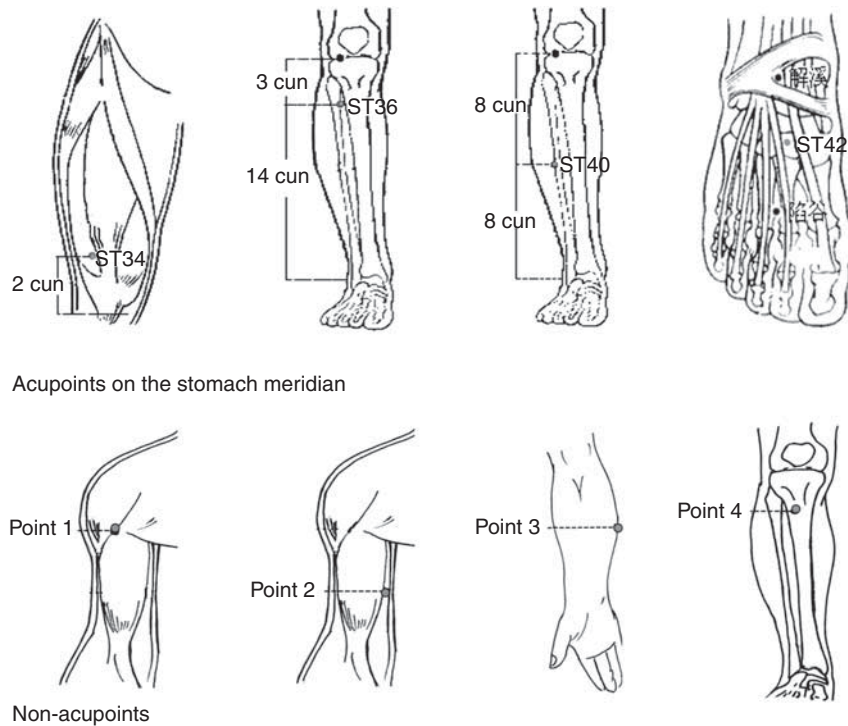 3 cun
ST36
14 cun
8 cun
ST40
8 cun
解溪
ST42
陷谷
ST34
2 cun
Acupoints on the stomach meridian
Point 1
Point 2
Point 3
Point 4
Non-acupoints